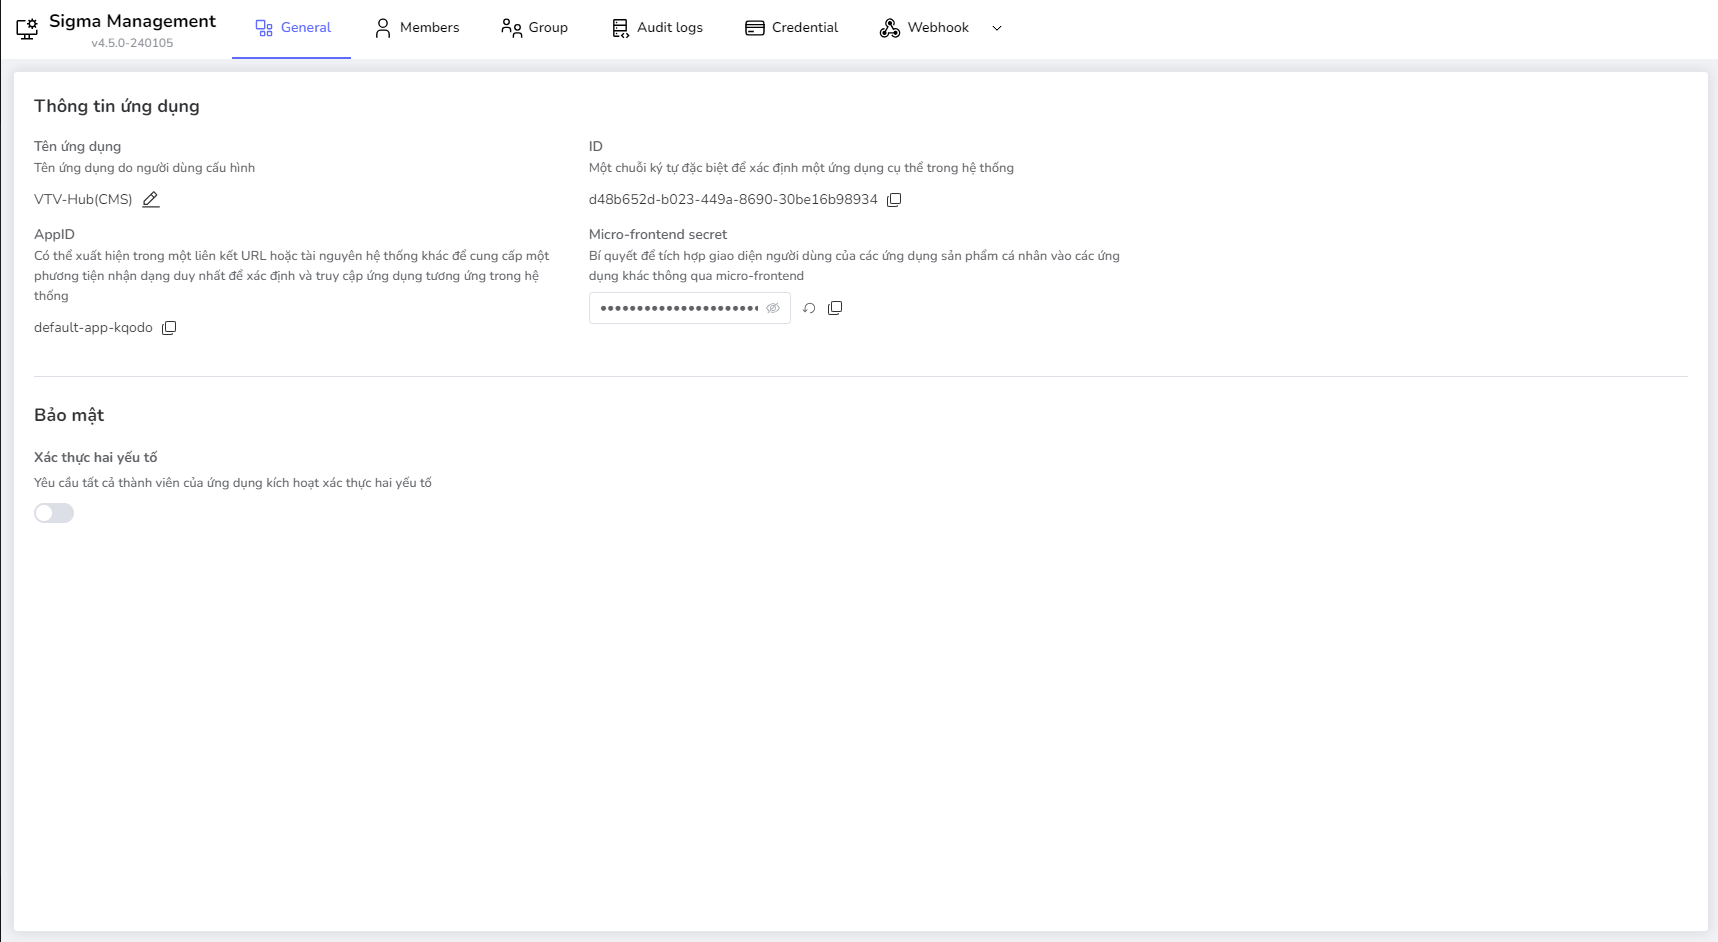 Sigma Management
v4.5.0-240105
General
Members
Group
Audit logs
Credential
Webhook
Thông tin ứng dụng
Tên ứng dụng
Tên ứng dụng do người dùng cấu hình
VTV-Hub(CMS)
ID
Một chuỗi ký tự đặc biệt để xác định một ứng dụng cụ thể trong hệ thống
d48b652d-b023-449a-8690-30be16b98934
AppID
Có thể xuất hiện trong một liên kết URL hoặc tài nguyên hệ thống khác để cung cấp một
phương tiện nhận dạng duy nhất để xác định và truy cập ứng dụng tương ứng trong hệ
thống
default-app-kqodo
Micro-frontend secret
Bí quyết để tích hợp giao diện người dùng của các ứng dụng sản phẩm cá nhân vào các ứng
dụng khác thông qua micro-frontend
Bảo mật
Xác thực hai yếu tố
Yêu cầu tất cả thành viên của ứng dụng kích hoạt xác thực hai yếu tố